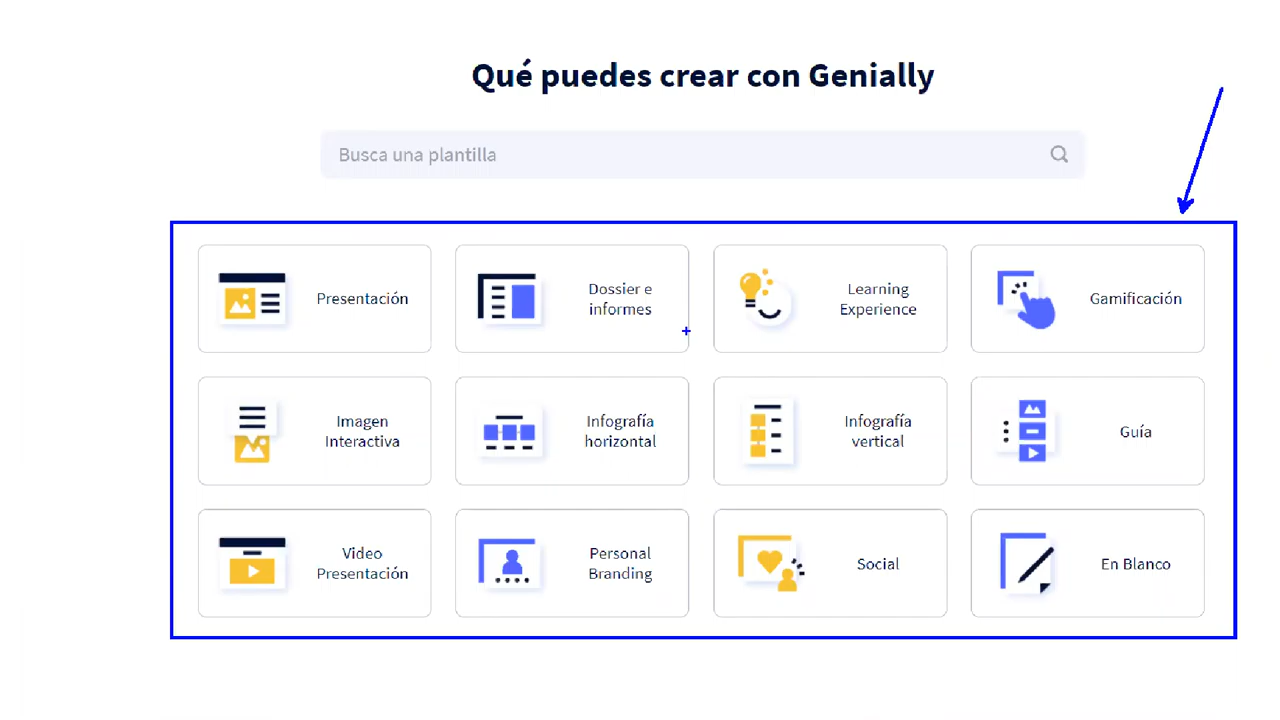 Qué puedes crear con Genially
Busca una plantilla
Presentación
Dossier e
informes
Learning
Experience
Gamificación
Imagen
Interactiva
Infografía
horizontal
Infografía
vertical
Guía
Video
Presentación
Personal
Branding
Social
En Blanco